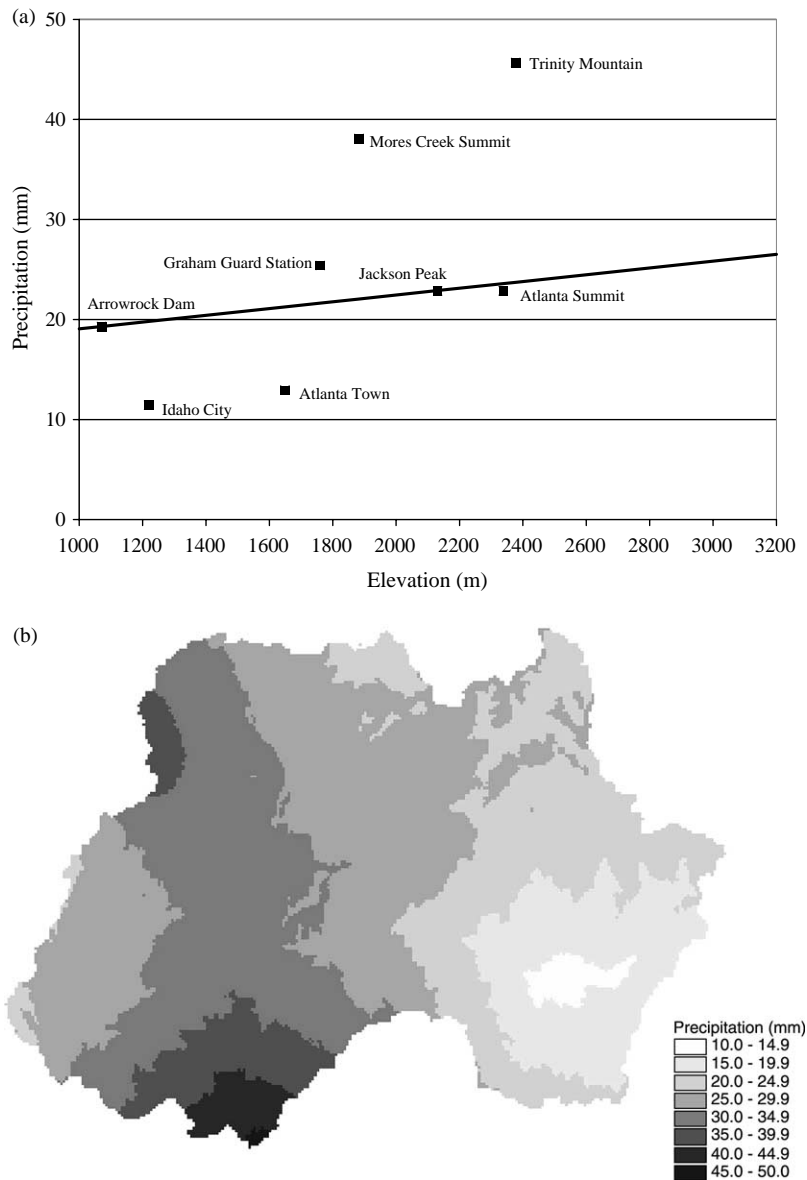 (a)
50
40
30
20
10
0
Precipitation (mm)
Trinity Mountain
Mores Creek Summit
Graham Guard Station
Jackson Peak
Arrowrock Dam
Atlanta Summit
Atlanta Town
Idaho City
1000 1200 1400 1600 1800 2000 2200 2400 2600 2800 3000 3200
Elevation (m)
(b)
Precipitation (mm)
10.0 - 14.9
15.0 - 19.9
20.0 - 24.9
25.0 - 29.9
30.0 - 34.9
35.0 - 39.9
40.0 - 44.9
45.0 - 50.0